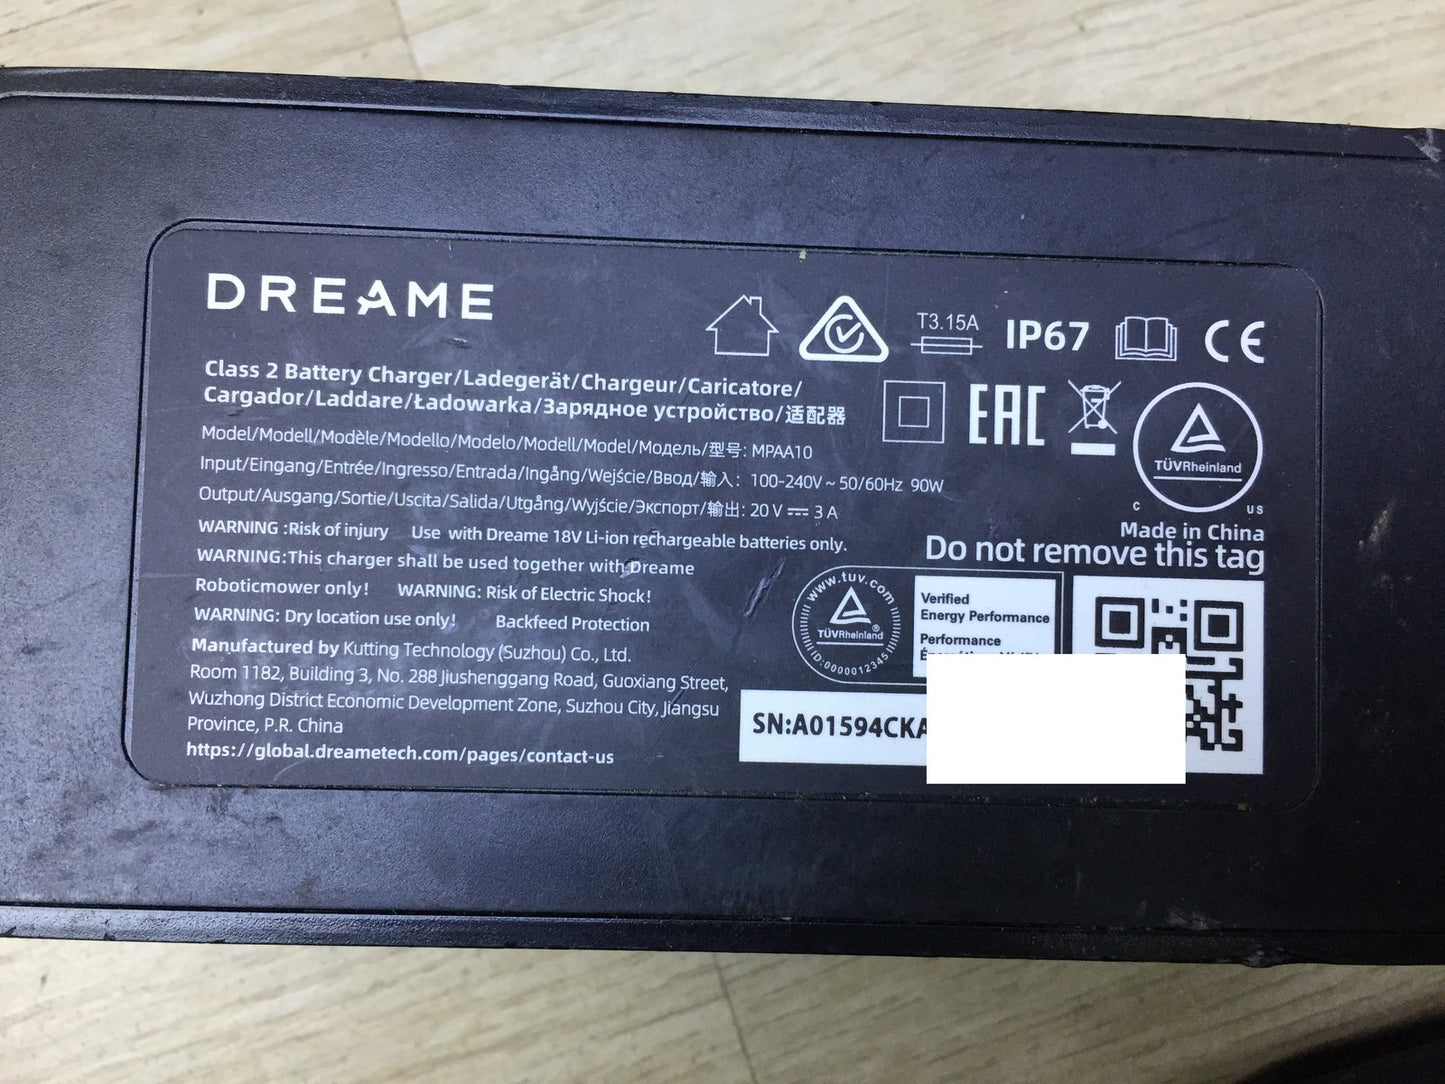 DREAME
T3.15A
IP67
CE
Class 2 Battery Charger/Ladegerät/Chargeur/Caricatore/
Cargador/Laddare/Ładowarka/Зарядное устройство/适配器
EAC
Model/Modell/Modèle/Modello/Modelo/Modell/Model/Модель/型号: MPAA10
Input/Eingang/Entrée/Ingresso/Entrada/Ingång/Wejście/Ввод/输入: 100-240V ~ 50/60Hz 90W
Output/Ausgang/Sortie/Uscita/Salida/Utgång/Wyjście/Экспорт/输出: 20 V ⎓ 3 A
TÜVRheinland
C US
Made in China
Do not remove this tag
WARNING :Risk of injury Use with Dreame 18V Li-ion rechargeable batteries only.
WARNING:This charger shall be used together with Dreame
Roboticmower only! WARNING: Risk of Electric Shock!
WARNING: Dry location use only! Backfeed Protection
Manufactured by Kutting Technology (Suzhou) Co., Ltd.
Room 1182, Building 3, No. 288 Jiushenggang Road, Guoxiang Street,
Wuzhong District Economic Development Zone, Suzhou City, Jiangsu
Province, P.R. China
https://global.dreametech.com/pages/contact-us
www.tuv.com
TÜVRheinland®
ID:0000012345
Verified
Energy Performance
Performance
SN:A01594CKA